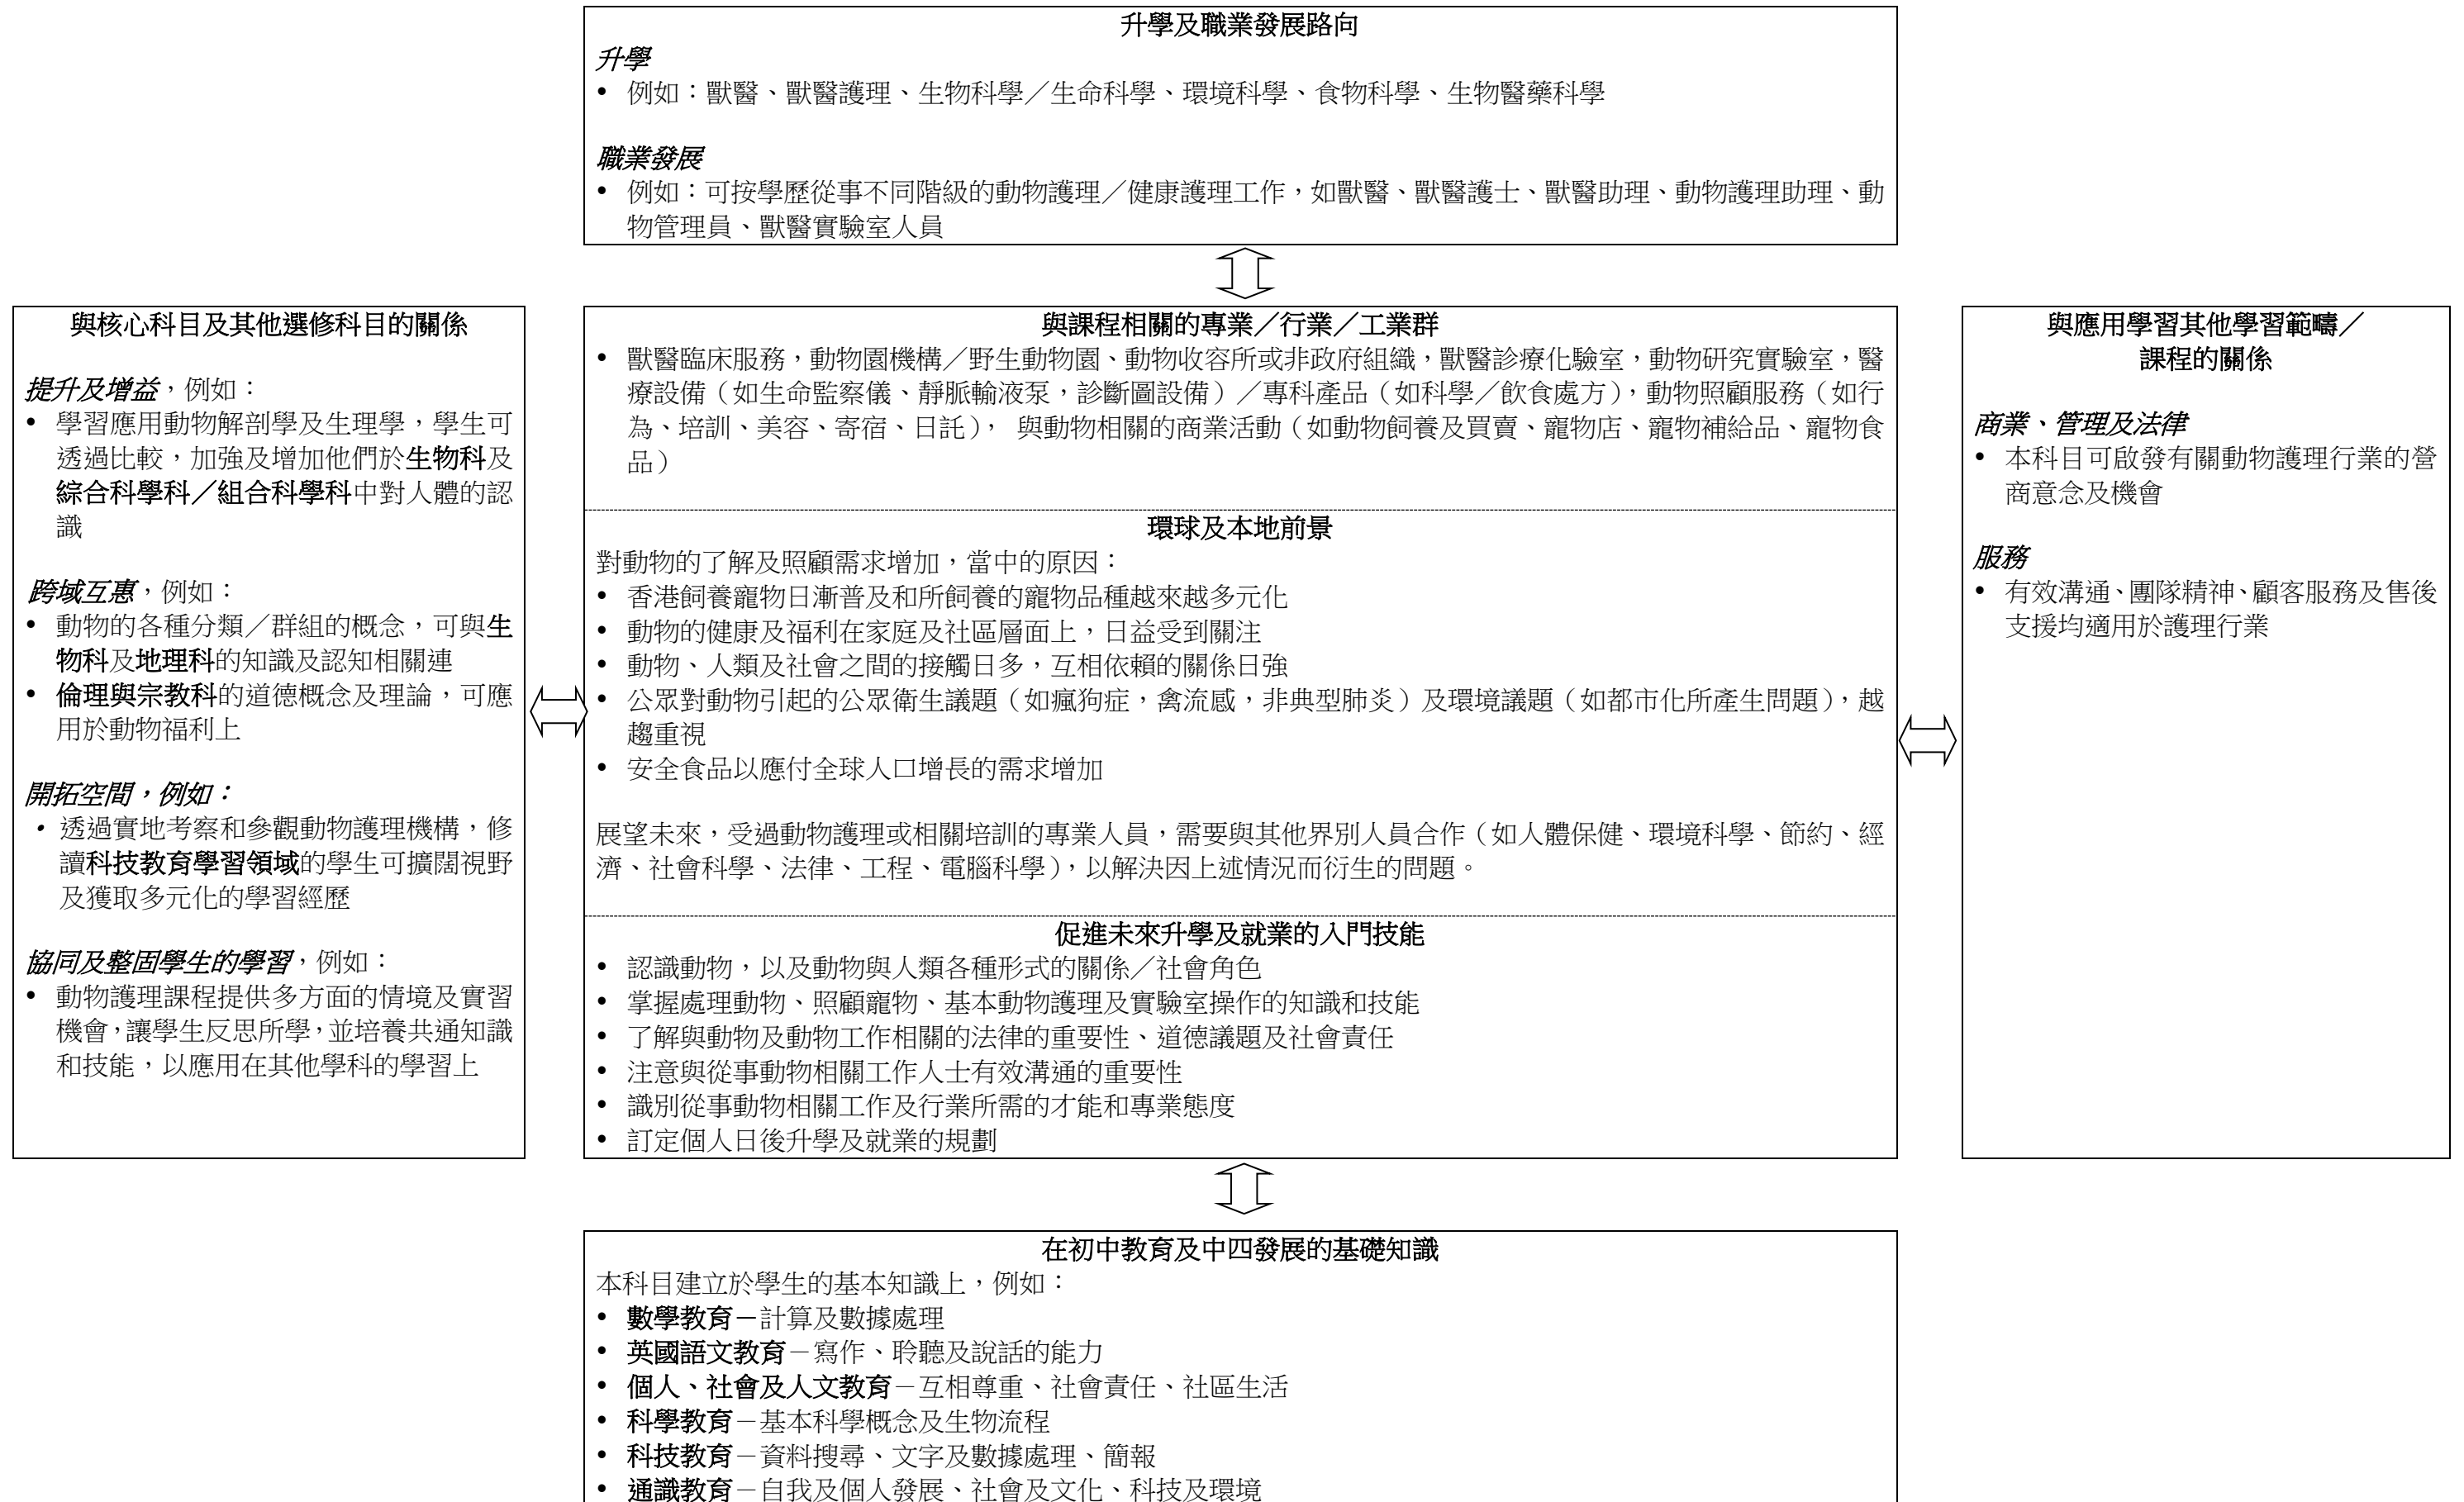 升學及職業發展路向
升學
• 例如：獸醫、獸醫護理、生物科學／生命科學、環境科學、食物科學、生物醫藥科學
職業發展
• 例如：可按學歷從事不同階級的動物護理／健康護理工作，如獸醫、獸醫護士、獸醫助理、動物護理助理、動
物管理員、獸醫實驗室人員
與核心科目及其他選修科目的關係
提升及增益，例如：
• 學習應用動物解剖學及生理學，學生可
透過比較，加強及增加他們於生物科及
綜合科學科／組合科學科中對人體的認
識
跨域互惠，例如：
• 動物的各種分類／群組的概念，可與生
物科及地理科的知識及認知相關連
• 倫理與宗教科的道德概念及理論，可應
用於動物福利上
開拓空間，例如：
• 透過實地考察和參觀動物護理機構，修
讀科技教育學習領域的學生可擴闊視野
及獲取多元化的學習經歷
協同及整固學生的學習，例如：
• 動物護理課程提供多方面的情境及實習
機會，讓學生反思所學，並培養共通知識
和技能，以應用在其他學科的學習上
與課程相關的專業／行業／工業群
• 獸醫臨床服務，動物園機構／野生動物園、動物收容所或非政府組織，獸醫診療化驗室，動物研究實驗室，醫
療設備（如生命監察儀、靜脈輸液泵，診斷圖設備）／專科產品（如科學／飲食處方），動物照顧服務（如行
為、培訓、美容、寄宿、日託）， 與動物相關的商業活動（如動物飼養及買賣、寵物店、寵物補給品、寵物食
品）
環球及本地前景
對動物的了解及照顧需求增加，當中的原因：
• 香港飼養寵物日漸普及和所飼養的寵物品種越來越多元化
• 動物的健康及福利在家庭及社區層面上，日益受到關注
• 動物、人類及社會之間的接觸日多，互相依賴的關係日強
• 公眾對動物引起的公眾衛生議題（如瘋狗症，禽流感，非典型肺炎）及環境議題（如都市化所產生問題），越
趨重視
• 安全食品以應付全球人口增長的需求增加
展望未來，受過動物護理或相關培訓的專業人員，需要與其他界別人員合作（如人體保健、環境科學、節約、經
濟、社會科學、法律、工程、電腦科學），以解決因上述情況而衍生的問題。
促進未來升學及就業的入門技能
• 認識動物，以及動物與人類各種形式的關係／社會角色
• 掌握處理動物、照顧寵物、基本動物護理及實驗室操作的知識和技能
• 了解與動物及動物工作相關的法律的重要性、道德議題及社會責任
• 注意與從事動物相關工作人士有效溝通的重要性
• 識別從事動物相關工作及行業所需的才能和專業態度
• 訂定個人日後升學及就業的規劃
與應用學習其他學習範疇／
課程的關係
商業、管理及法律
• 本科目可啟發有關動物護理行業的營
商意念及機會
服務
• 有效溝通、團隊精神、顧客服務及售後
支援均適用於護理行業
在初中教育及中四發展的基礎知識
本科目建立於學生的基本知識上，例如：
• 數學教育－計算及數據處理
• 英國語文教育－寫作、聆聽及說話的能力
• 個人、社會及人文教育－互相尊重、社會責任、社區生活
• 科學教育－基本科學概念及生物流程
• 科技教育－資料搜尋、文字及數據處理、簡報
• 通識教育－自我及個人發展、社會及文化、科技及環境